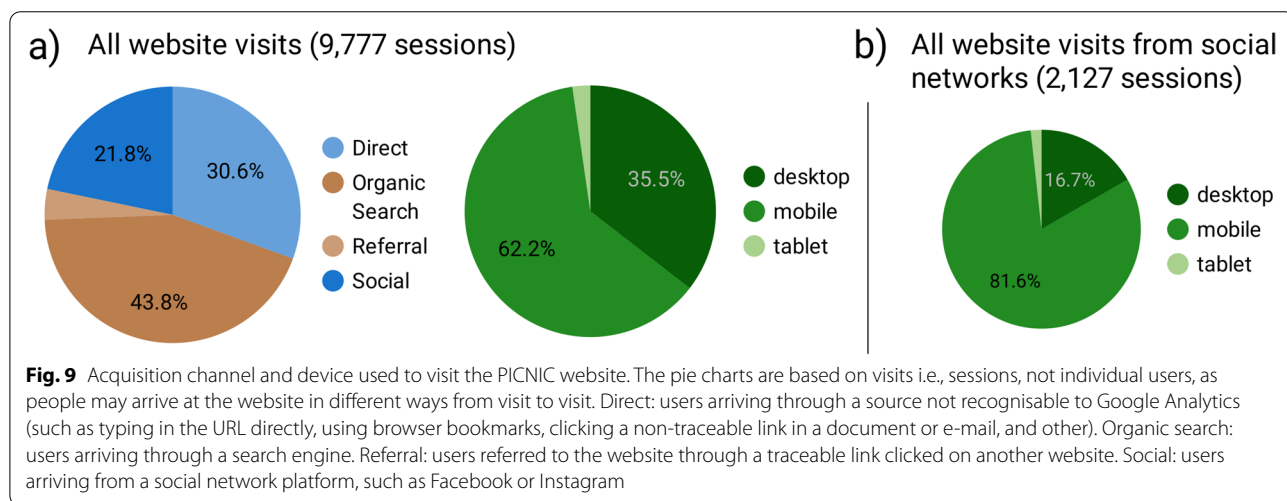 a) All website visits (9,777 sessions)
21.8%
30.6%
43.8%
Direct
Organic
Search
Referral
Social
35.5%
62.2%
desktop
mobile
tablet
b) All website visits from social
networks (2,127 sessions)
16.7%
81.6%
desktop
mobile
tablet
Fig. 9 Acquisition channel and device used to visit the PICNIC website. The pie charts are based on visits i.e., sessions, not individual users, as
people may arrive at the website in different ways from visit to visit. Direct: users arriving through a source not recognisable to Google Analytics
(such as typing in the URL directly, using browser bookmarks, clicking a non-traceable link in a document or e-mail, and other). Organic search:
users arriving through a search engine. Referral: users referred to the website through a traceable link clicked on another website. Social: users
arriving from a social network platform, such as Facebook or Instagram